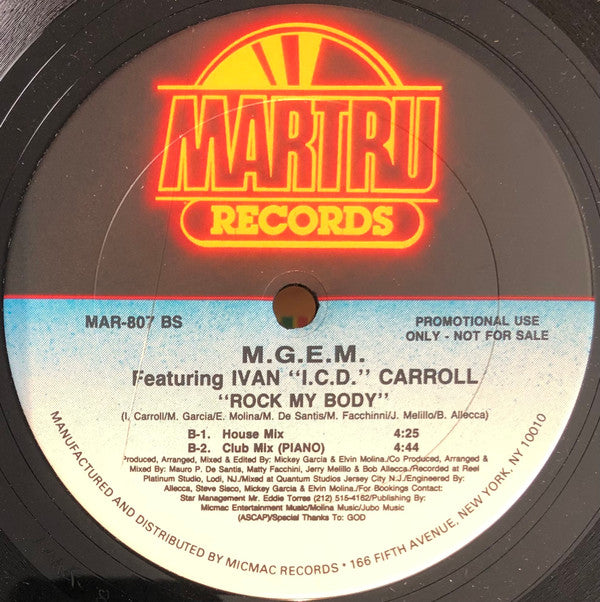 MARTRU
RECORDS
MAR-807 BS
PROMOTIONAL USE
ONLY - NOT FOR SALE
M.G.E.M.
Featuring IVAN "I.C.D." CARROLL
"ROCK MY BODY"
(I. Carroll/M. Garcia/E. Molina/M. De Santis/M. Facchinni/J. Melillo/B. Allecca)
B-1. House Mix 4:25
B-2. Club Mix (PIANO) 4:44
Produced, Arranged, Mixed & Edited By: Mickey Garcia & Elvin Molina./Co Produced, Arranged &
Mixed By: Mauro P. De Santis, Matty Facchini, Jerry Melillo & Bob Allecca./Recorded at Reel
Platinum Studio, Lodi, NJ./Mixed at Quantum Studios Jersey City N.J./Engineered By:
Allecca, Steve Sisco, Mickey Garcia & Elvin Molina./For Bookings Contact:
Star Management Mr. Eddie Torres (212) 515-4162/Publishing By:
Micmac Entertainment Music/Molina Music/Jubo Music
(ASCAP)/Special Thanks To: GOD
MANUFACTURED AND DISTRIBUTED BY MICMAC RECORDS • 166 FIFTH AVENUE, NEW YORK, NY 10010